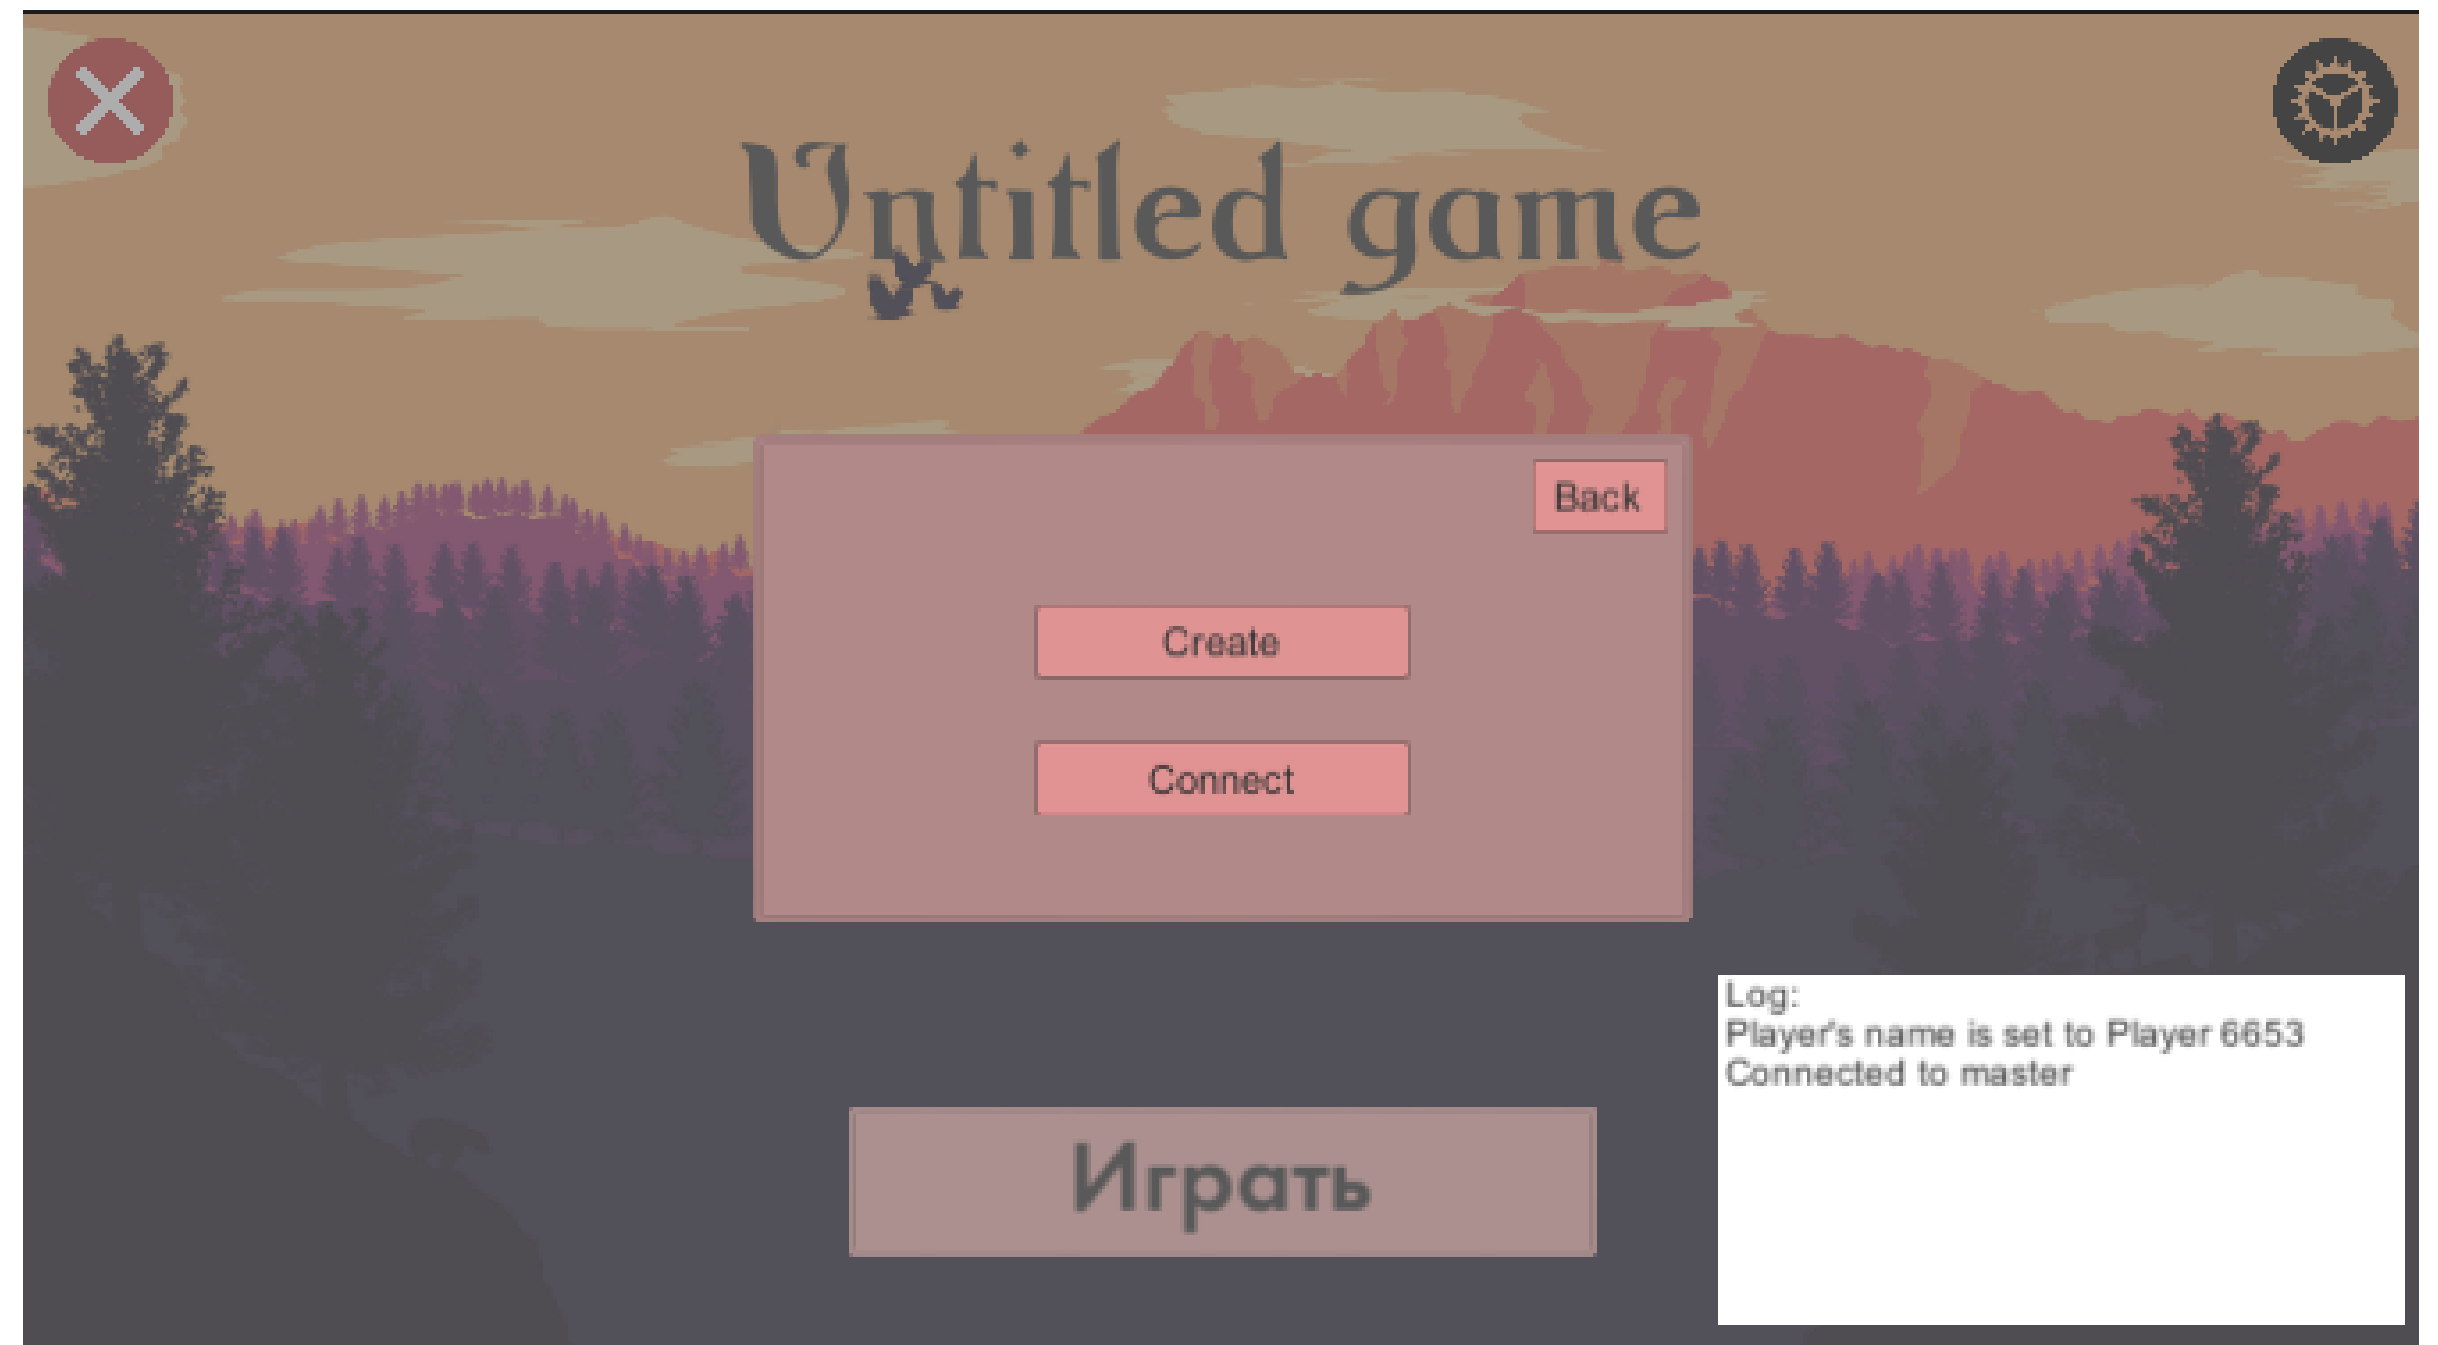 Untitled game
Back
Create
Connect
Log:
Player's name is set to Player 6653
Connected to master
Играть